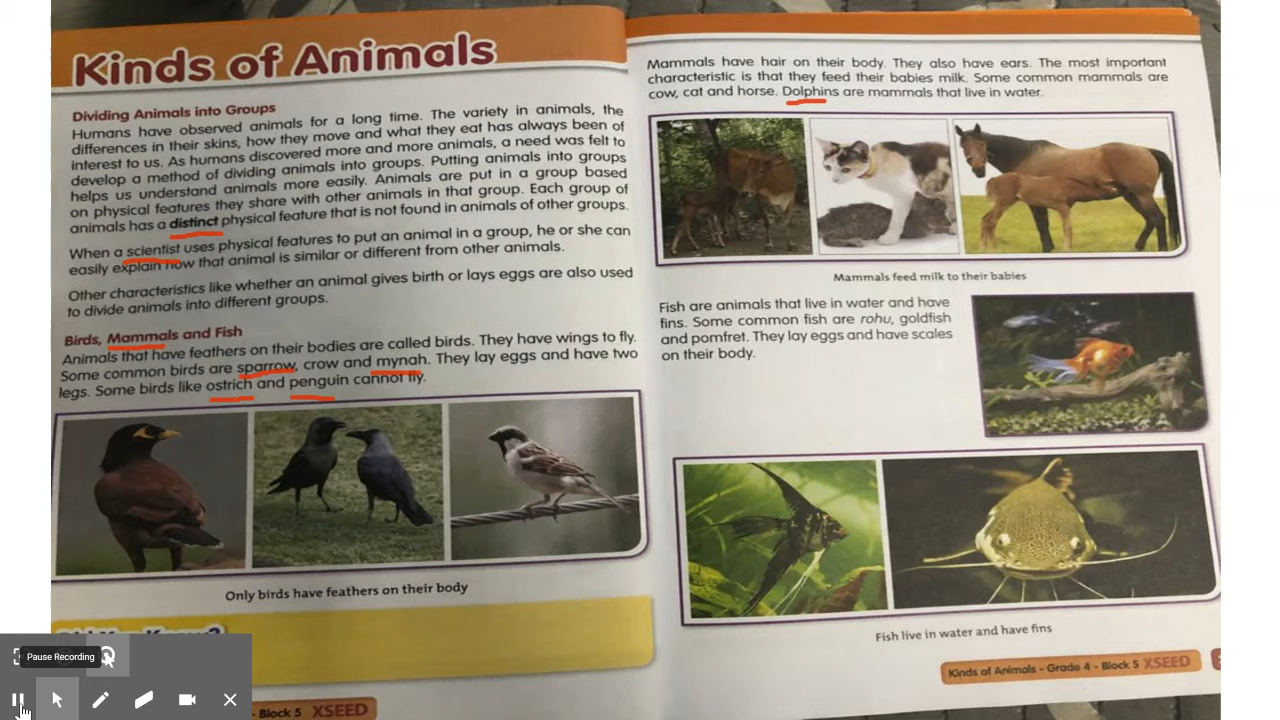 Kinds of Animals
Dividing Animals into Groups
Humans have observed animals for a long time. The variety in animals, the
differences in their skins, how they move and what they eat has always been of
interest to us. As humans discovered more and more animals, a need was felt to
develop a method of dividing animals into groups. Putting animals into groups
helps us understand animals more easily. Animals are put in a group based
on physical features they share with other animals in that group. Each group of
animals has a distinct physical feature that is not found in animals of other groups.
When a scientist uses physical features to put an animal in a group, he or she can
easily explain how that animal is similar or different from other animals.
Other characteristics like whether an animal gives birth or lays eggs are also used
to divide animals into different groups.
Birds, Mammals and Fish
Animals that have feathers on their bodies are called birds. They have wings to fly.
Some common birds are sparrow, crow and mynah. They lay eggs and have two
legs. Some birds like ostrich and penguin cannot fly.
Only birds have feathers on their body
Did You Know?
- Block 5 XSEED
Mammals have hair on their body. They also have ears. The most important
characteristic is that they feed their babies milk. Some common mammals are
cow, cat and horse. Dolphins are mammals that live in water.
Mammals feed milk to their babies
Fish are animals that live in water and have
fins. Some common fish are rohu, goldfish
and pomfret. They lay eggs and have scales
on their body.
Fish live in water and have fins
Kinds of Animals - Grade 4 - Block 5 XSEED
Pause Recording